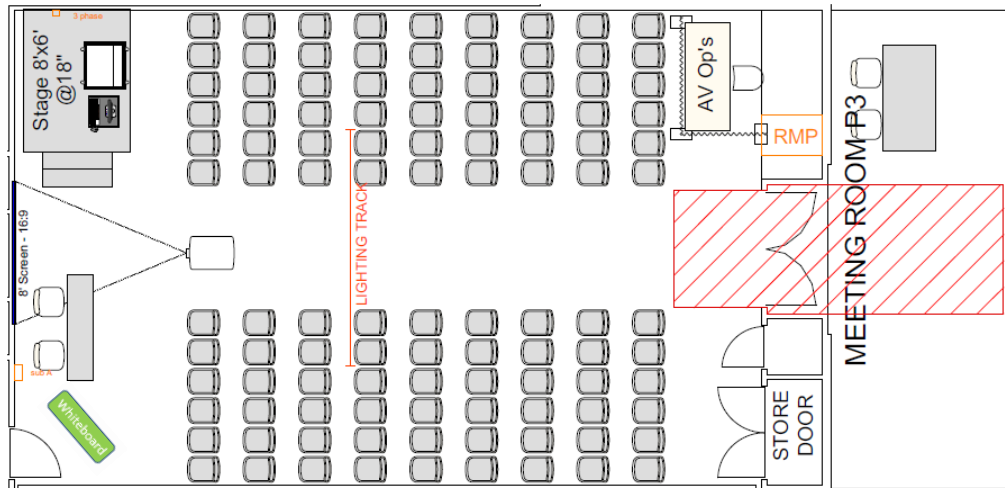 3 phase
Stage 8'x6'
@18"
AV Op's
RMP
MEETING ROOM P3
LIGHTING TRACK
8' Screen - 16:9
sub A
Whiteboard
STORE
DOOR